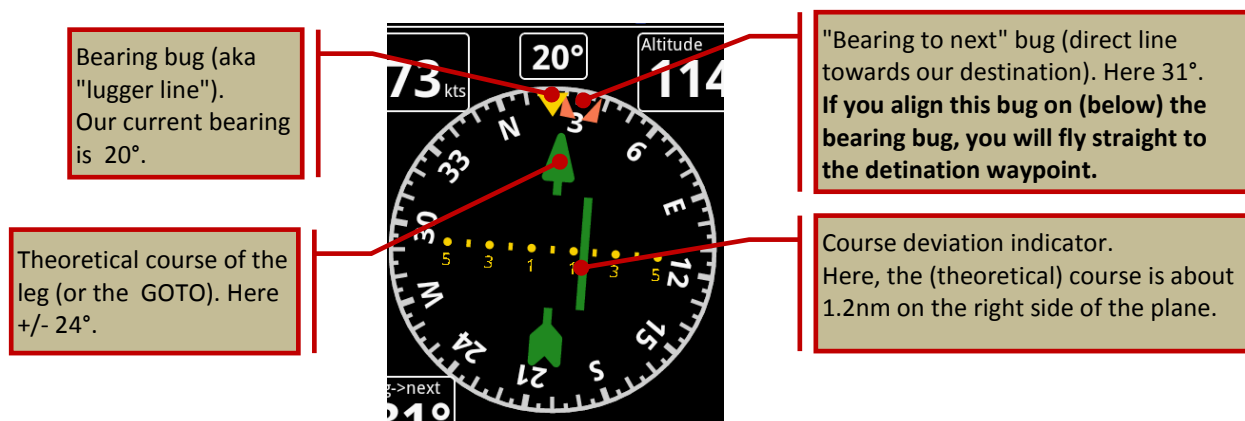 Bearing bug (aka
"lugger line").
Our current bearing
is 20°.
Theoretical course of the
leg (or the GOTO). Here
+/- 24°.
73 kts
20°
Altitude
114
N
3
6
E
12
15
S
21
24
W
30
33
5 3 1 1 3 5
g->next
31°
"Bearing to next" bug (direct line
towards our destination). Here 31°.
If you align this bug on (below) the
bearing bug, you will fly straight to
the detination waypoint.
Course deviation indicator.
Here, the (theoretical) course is about
1.2nm on the right side of the plane.